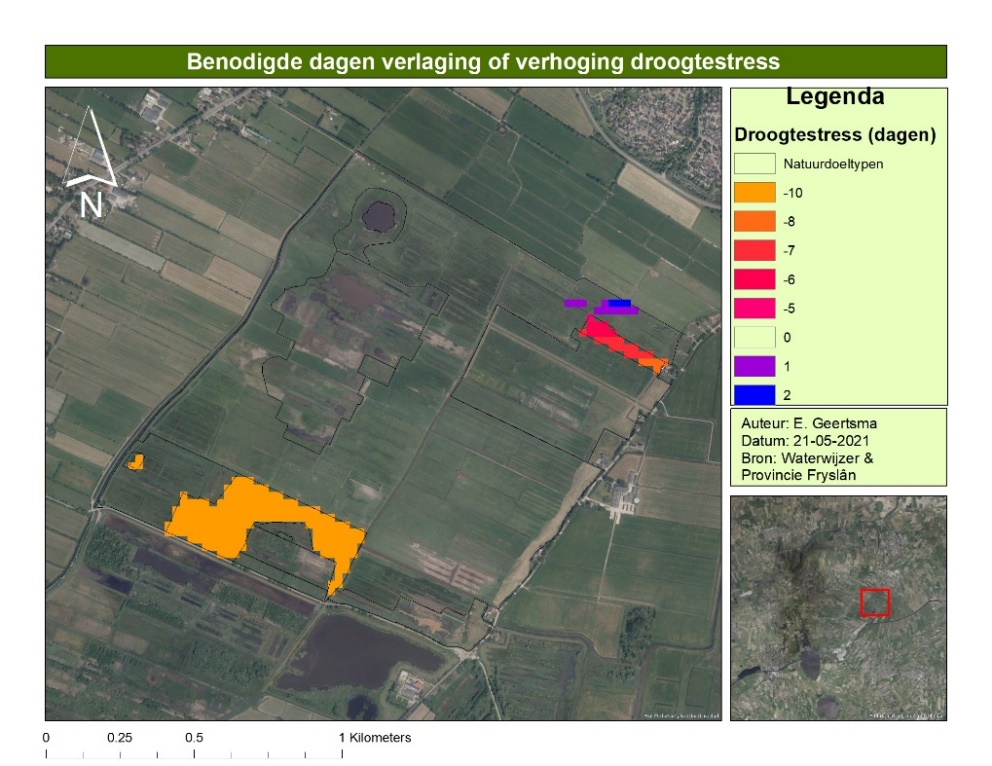 Benodigde dagen verlaging of verhoging droogtestress
N
Legenda
Droogtestress (dagen)
Natuurdoeltypen
-10
-8
-7
-6
-5
0
1
2
Auteur: E. Geertsma
Datum: 21-05-2021
Bron: Waterwijzer &
Provincie Fryslân
0 0.25 0.5 1 Kilometers